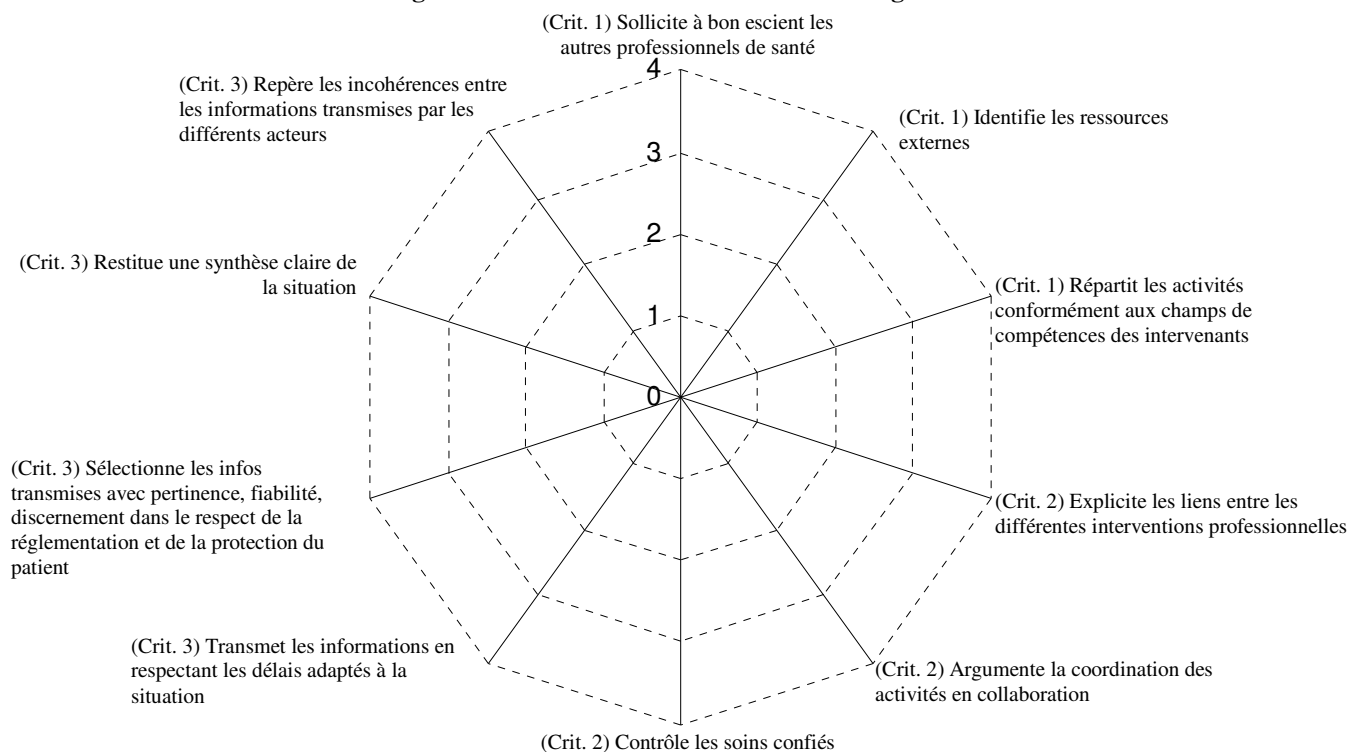 (Crit. 1) Sollicite à bon escient les
autres professionnels de santé
(Crit. 3) Repère les incohérences entre
les informations transmises par les
différents acteurs
(Crit. 1) Identifie les ressources
externes
4
3
2
1
0
(Crit. 3) Restitue une synthèse claire de
la situation
(Crit. 1) Répartit les activités
conformément aux champs de
compétences des intervenants
(Crit. 3) Sélectionne les infos
transmises avec pertinence, fiabilité,
discernement dans le respect de la
réglementation et de la protection du
patient
(Crit. 2) Explicite les liens entre les
différentes interventions professionnelles
(Crit. 3) Transmet les informations en
respectant les délais adaptés à la
situation
(Crit. 2) Argumente la coordination des
activités en collaboration
(Crit. 2) Contrôle les soins confiés